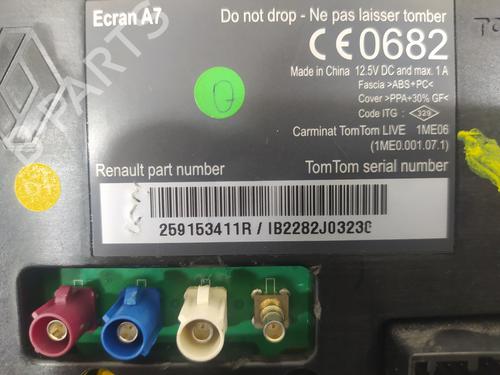 Ecran A7
Do not drop - Ne pas laisser tomber
CE0682
Made in China 12.5V DC and max. 1 A
Fascia >ABS+PC<
Cover >PPA+30% GF<
Code ITG : 329
Carminat TomTom LIVE 1ME06
(1ME0.001.07.1)
Renault part number
TomTom serial number
259153411R / IB2282J0323C